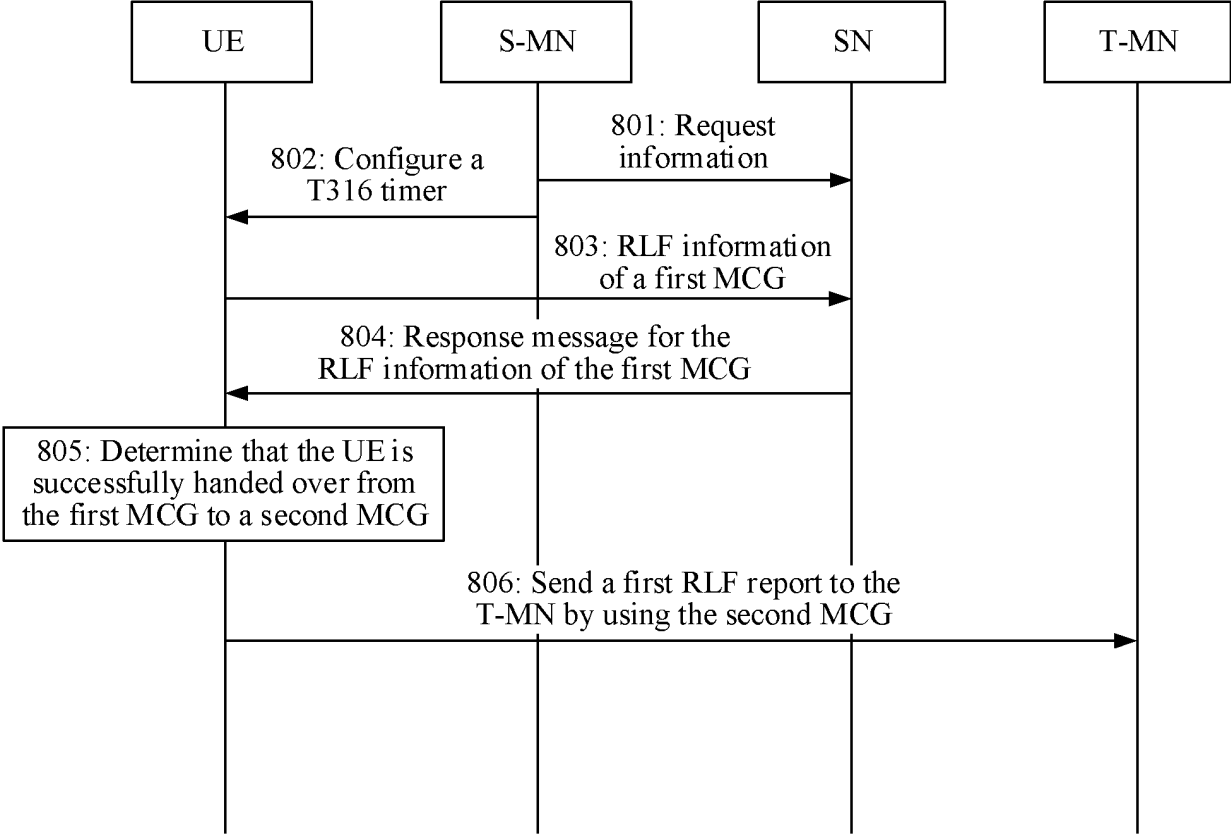 UE
S-MN
SN
T-MN
801: Request
information
802: Configure a
T316 timer
803: RLF information
of a first MCG
804: Response message for the
RLF information of the first MCG
805: Determine that the UE is
successfully handed over from
the first MCG to a second MCG
806: Send a first RLF report to the
T-MN by using the second MCG